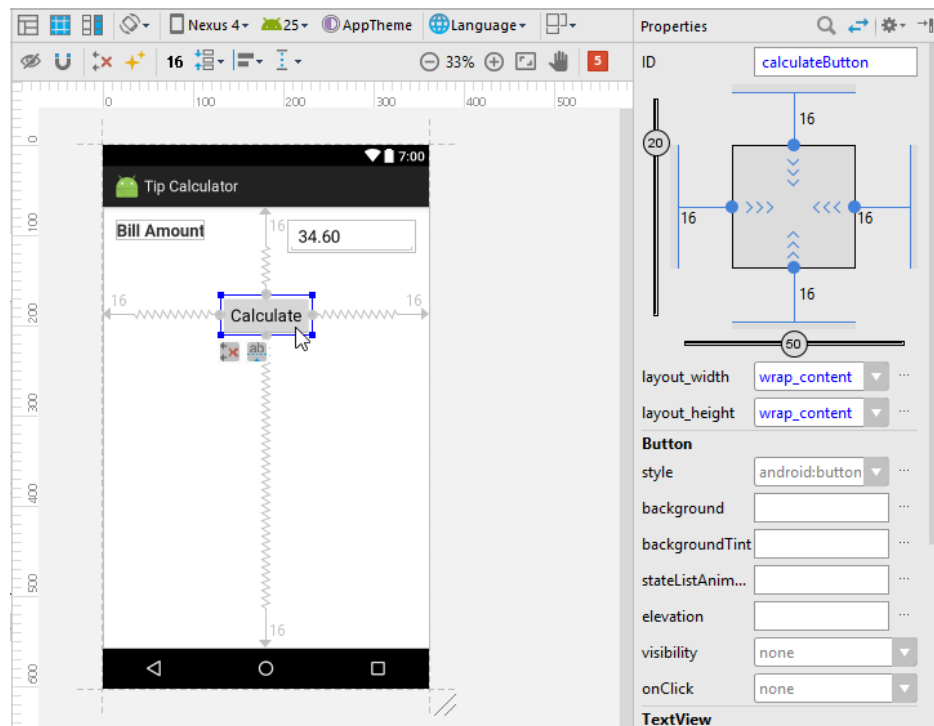 Nexus 4 25 AppTheme Language
16 33% 5
0 100 200 300 400 500
0
100
200
300
400
500
600
7:00
Tip Calculator
Bill Amount 16 34.60
16 16
Calculate
ab
16
Properties
ID calculateButton
16
20
16 16
16
50
layout_width wrap_content ...
layout_height wrap_content ...
Button
style android:button ...
background ...
backgroundTint ...
stateListAnim... ...
elevation ...
visibility none
onClick none
TextView